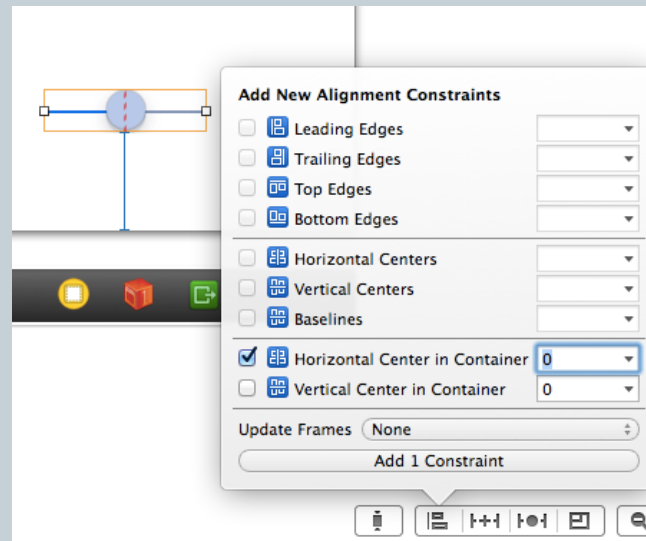 Add New Alignment Constraints
Leading Edges
Trailing Edges
Top Edges
Bottom Edges
Horizontal Centers
Vertical Centers
Baselines
Horizontal Center in Container 0
Vertical Center in Container 0
Update Frames None
Add 1 Constraint